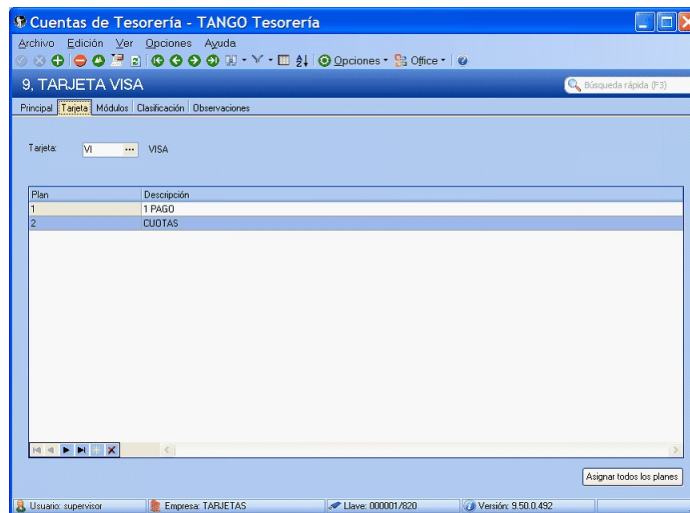 Cuentas de Tesorería - TANGO Tesorería
Archivo Edición Ver Opciones Ayuda
Opciones Office
9, TARJETA VISA
Búsqueda rápida (F3)
Principal Tarjeta Módulos Clasificación Observaciones
Tarjeta: VI ... VISA
Plan Descripción
1 1 PAGO
2 CUOTAS
Asignar todos los planes
Usuario: supervisor Empresa: TARJETAS Llave: 000001/820 Versión: 9.50.0.492